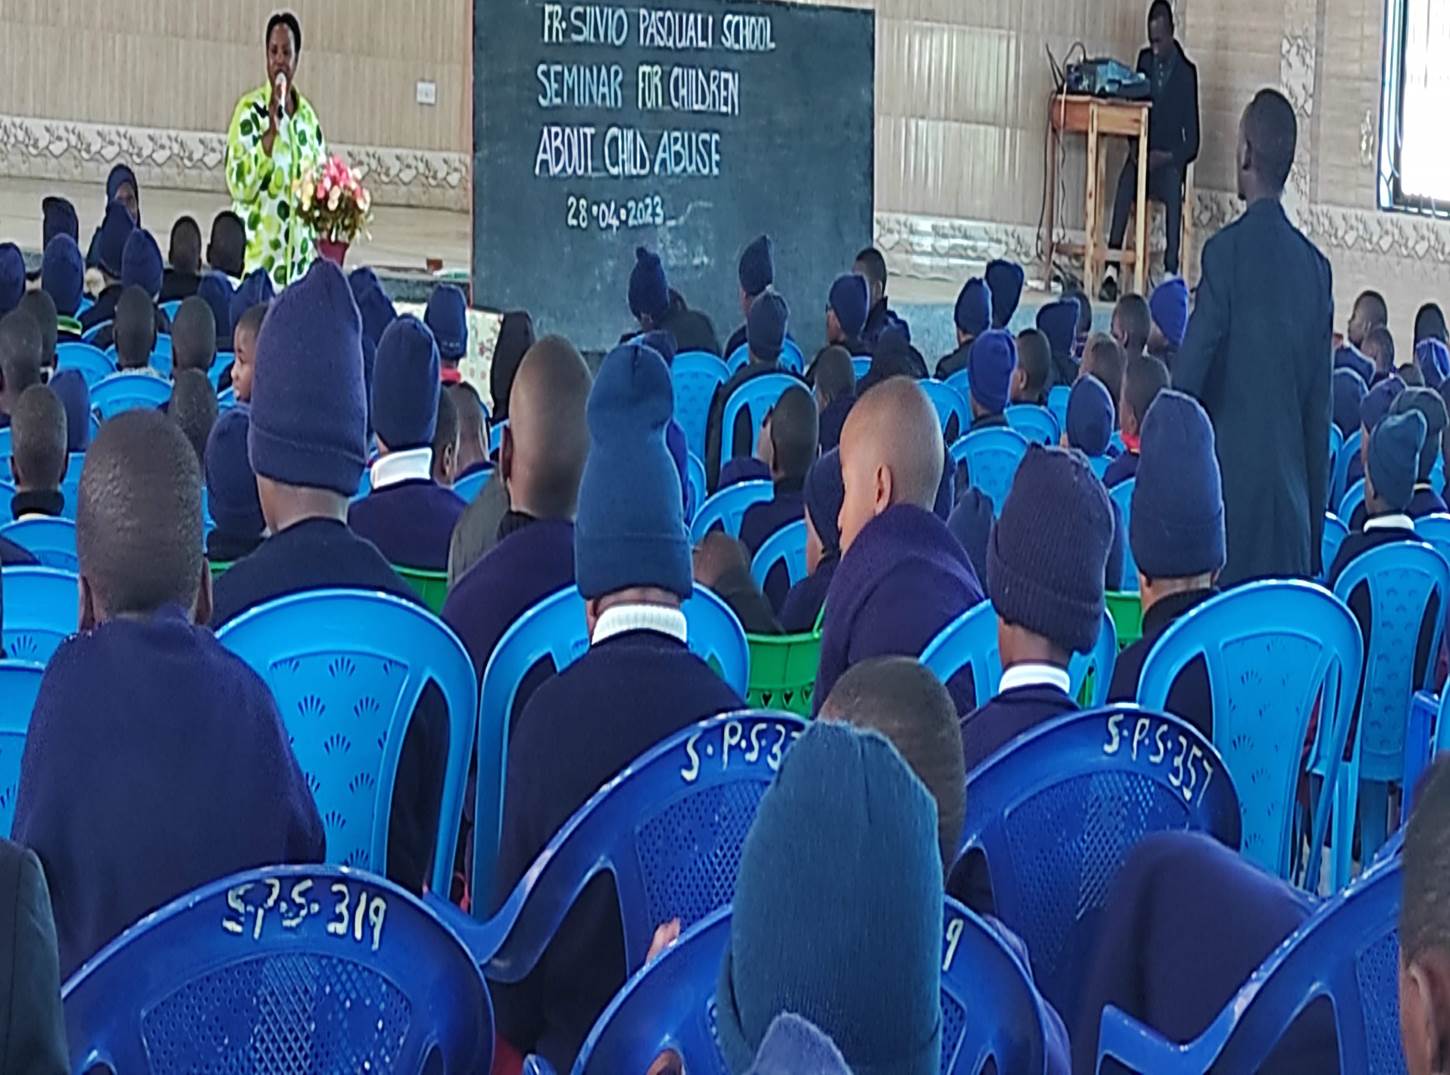 FR. SILVIO PASQUALI SCHOOL
SEMINAR FOR CHILDREN
ABOUT CHILD ABUSE
28.04.2023
S.P.S.357
S.P.S.319